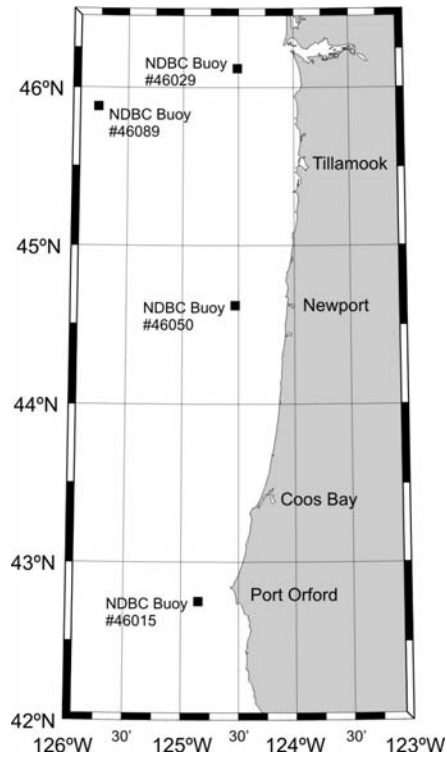 NDBC Buoy
#46029
46ºN
NDBC Buoy
#46089
Tillamook
45ºN
NDBC Buoy
#46050
Newport
44ºN
Coos Bay
43ºN
NDBC Buoy
#46015
Port Orford
42ºN
126ºW 30' 125ºW 30' 124ºW 30' 123ºW